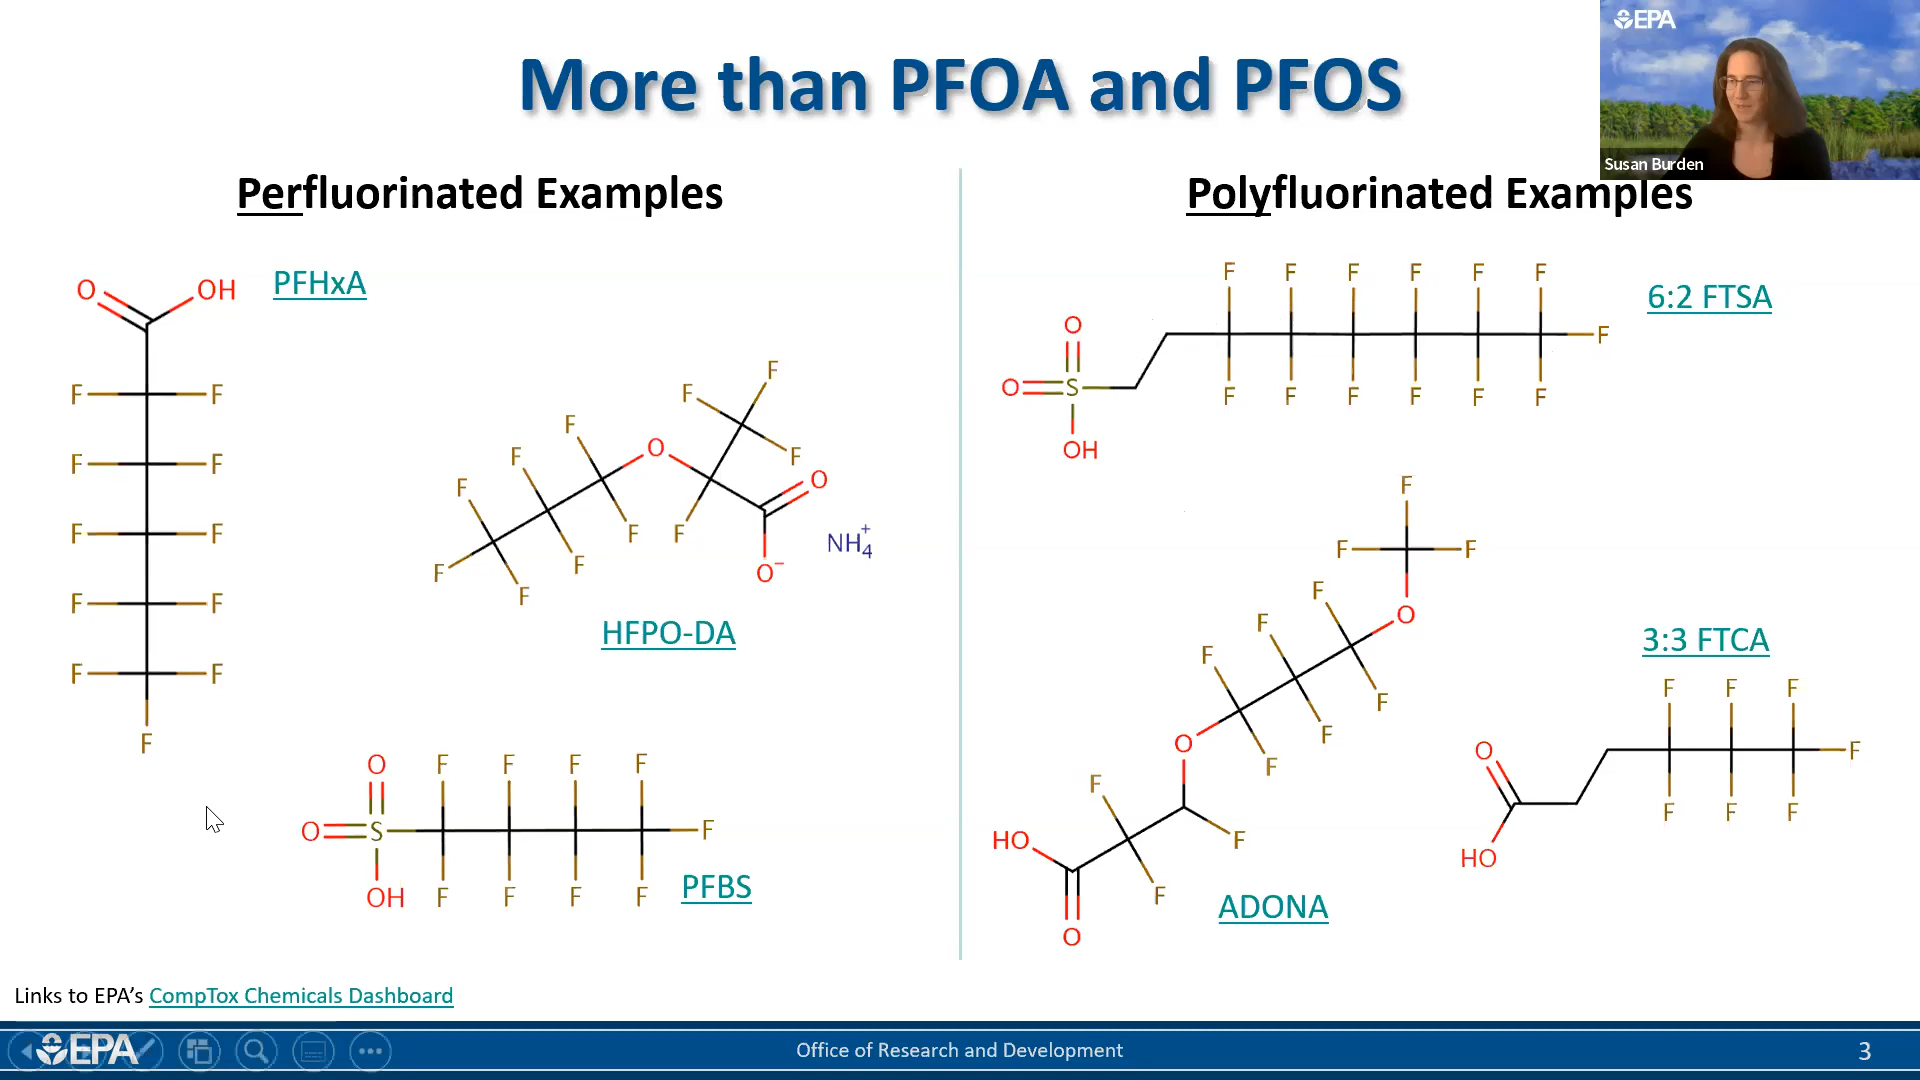 EPA
Susan Burden
More than PFOA and PFOS
Perfluorinated Examples
Polyfluorinated Examples
PFHxA
O
OH
F F
F F
F F
F F
F F
F
HFPO-DA
F F F F F F F
O
F F F F
O
O⁻
NH₄⁺
PFBS
O F F F F
O S F
OH F F F F
6:2 FTSA
F F F F F F
O F
O S
F F F F F F
OH
ADONA
F
F F
F O
F
F
F
F
O F
F
HO F
F
O
3:3 FTCA
F F F
O F
F F F
HO
Links to EPA's CompTox Chemicals Dashboard
EPA
Office of Research and Development
3